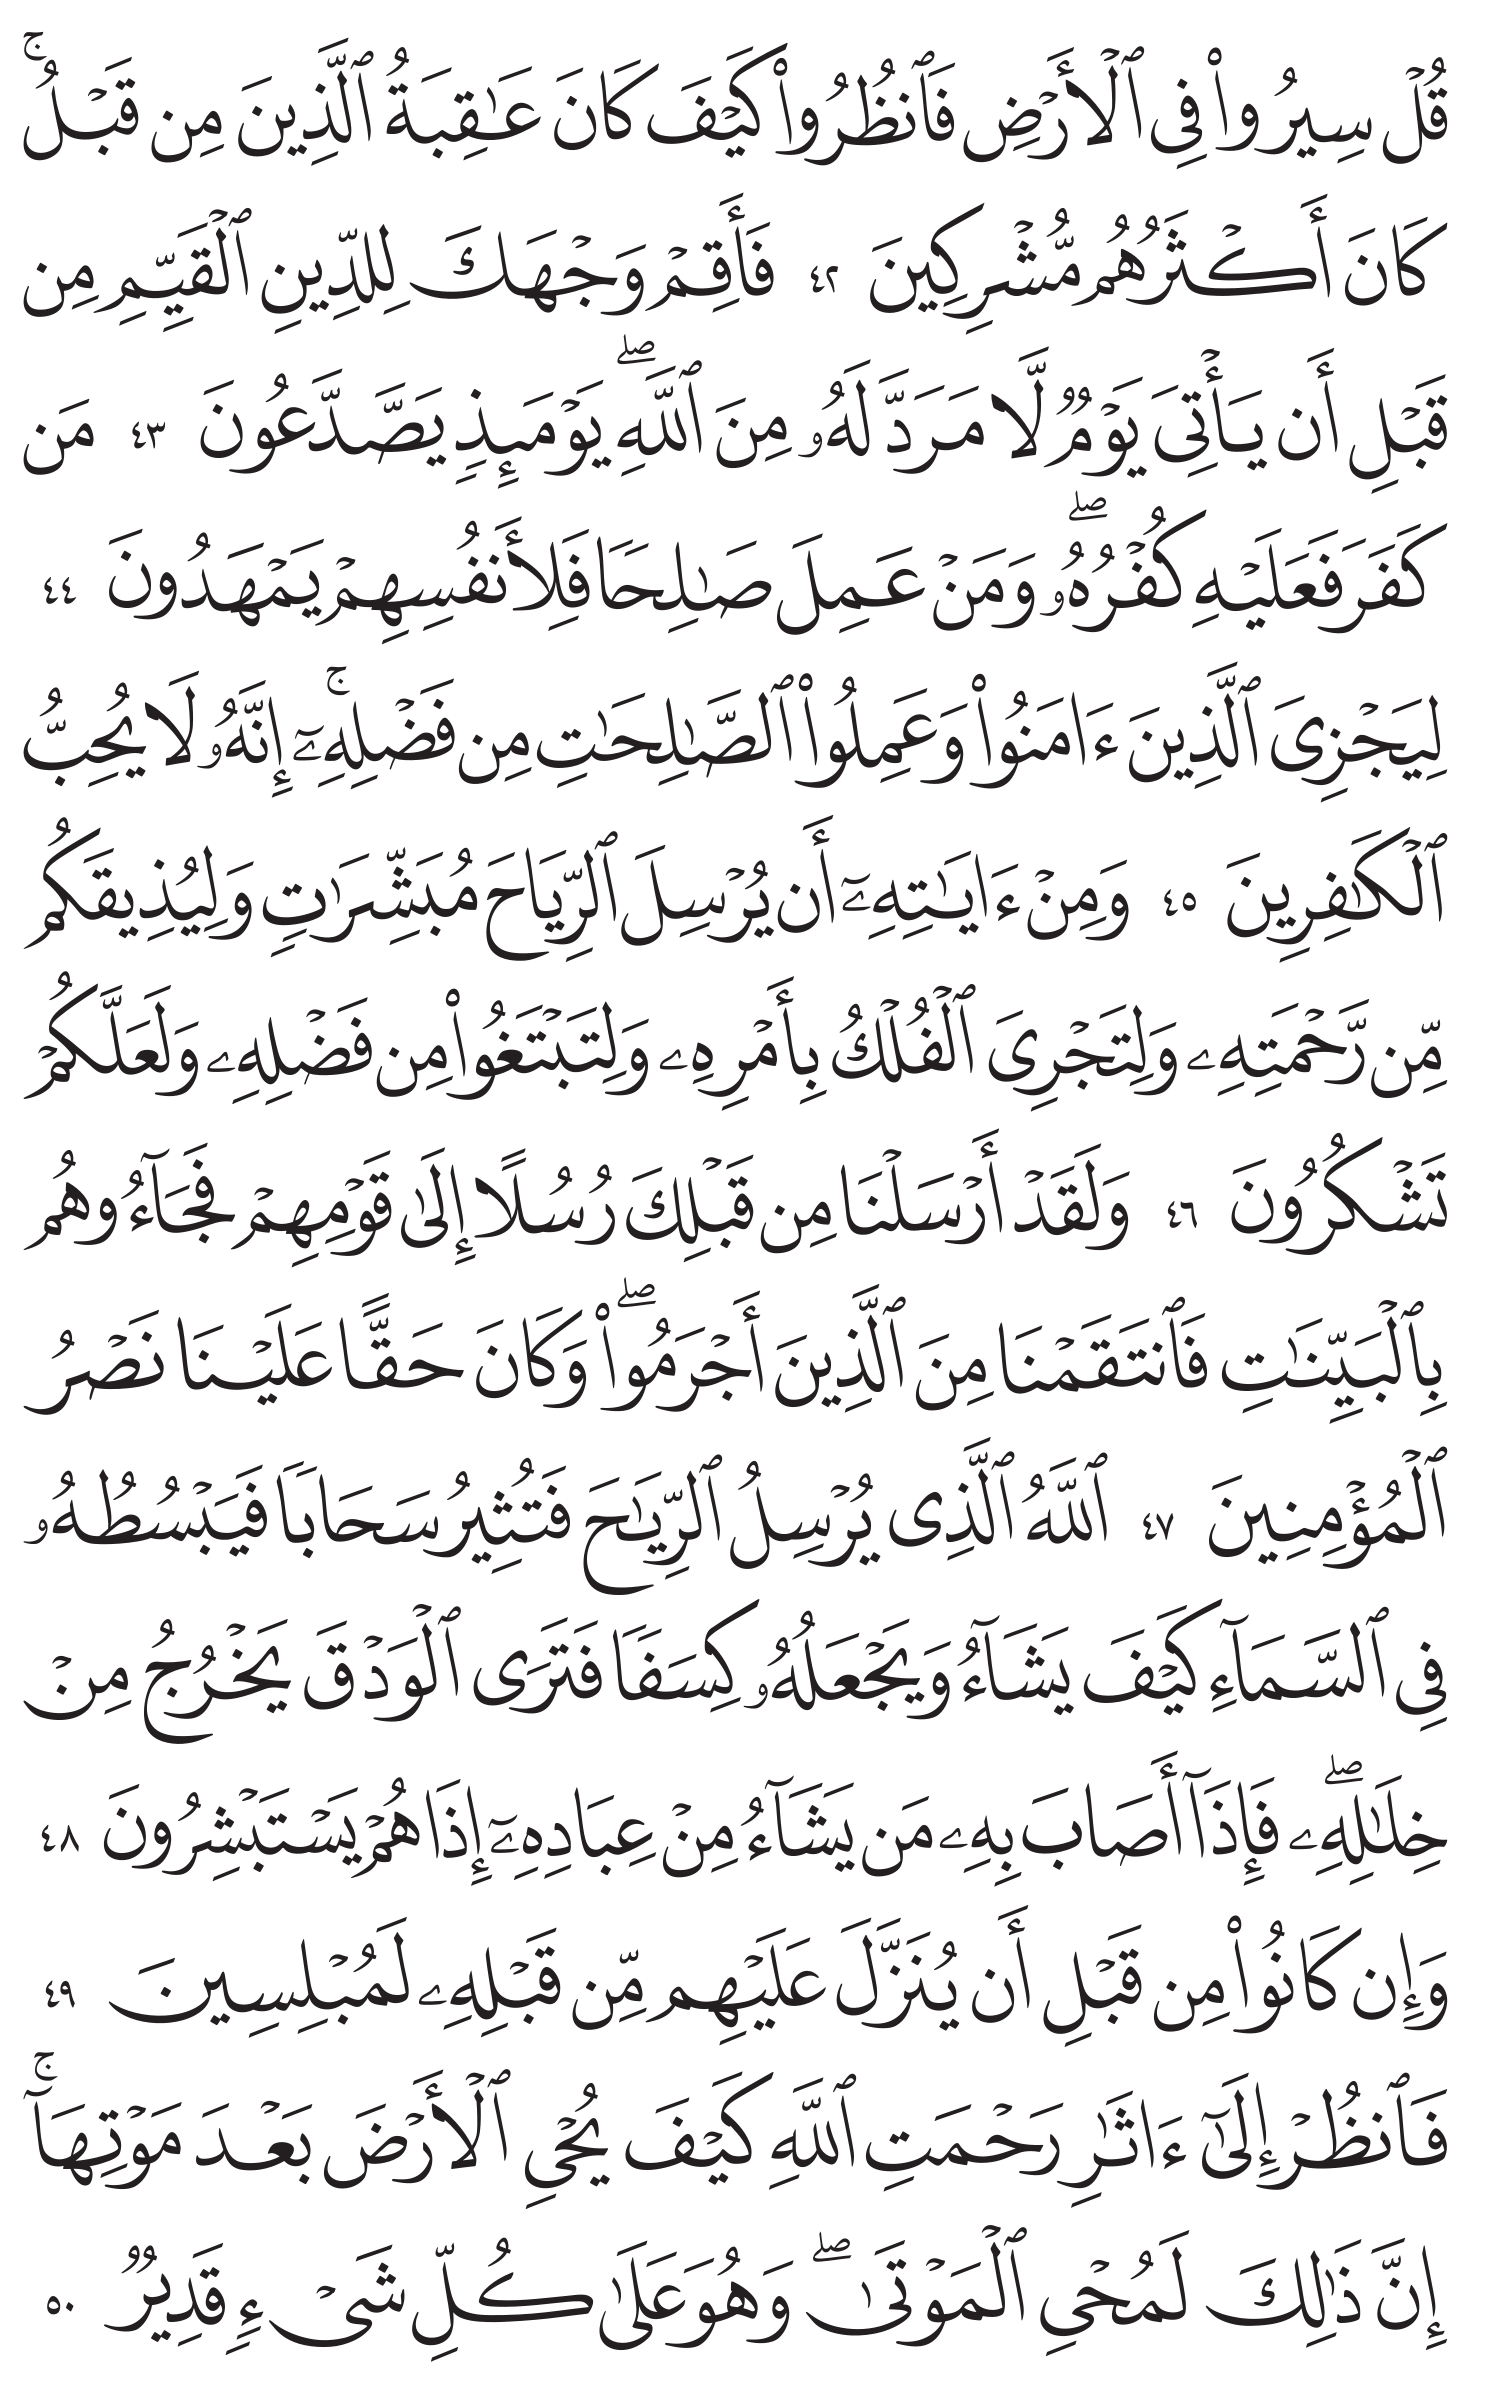 قُلۡ سِيرُواْ فِي ٱلۡأَرۡضِ فَٱنظُرُواْ كَيۡفَ كَانَ عَٰقِبَةُ ٱلَّذِينَ مِن قَبۡلُۚ
كَانَ أَكۡثَرُهُم مُّشۡرِكِينَ ٤٢ فَأَقِمۡ وَجۡهَكَ لِلدِّينِ ٱلۡقَيِّمِ مِن
قَبۡلِ أَن يَأۡتِيَ يَوۡمٞ لَّا مَرَدَّ لَهُۥ مِنَ ٱللَّهِۖ يَوۡمَئِذٖ يَصَّدَّعُونَ ٤٣ مَن
كَفَرَ فَعَلَيۡهِ كُفۡرُهُۥۖ وَمَنۡ عَمِلَ صَٰلِحٗا فَلِأَنفُسِهِمۡ يَمۡهَدُونَ ٤٤
لِيَجۡزِيَ ٱلَّذِينَ ءَامَنُواْ وَعَمِلُواْ ٱلصَّٰلِحَٰتِ مِن فَضۡلِهِۦٓۚ إِنَّهُۥ لَا يُحِبُّ
ٱلۡكَٰفِرِينَ ٤٥ وَمِنۡ ءَايَٰتِهِۦٓ أَن يُرۡسِلَ ٱلرِّيَاحَ مُبَشِّرَٰتٖ وَلِيُذِيقَكُم
مِّن رَّحۡمَتِهِۦ وَلِتَجۡرِيَ ٱلۡفُلۡكُ بِأَمۡرِهِۦ وَلِتَبۡتَغُواْ مِن فَضۡلِهِۦ وَلَعَلَّكُمۡ
تَشۡكُرُونَ ٤٦ وَلَقَدۡ أَرۡسَلۡنَا مِن قَبۡلِكَ رُسُلًا إِلَىٰ قَوۡمِهِمۡ فَجَآءُوهُم
بِٱلۡبَيِّنَٰتِ فَٱنتَقَمۡنَا مِنَ ٱلَّذِينَ أَجۡرَمُواْۖ وَكَانَ حَقًّا عَلَيۡنَا نَصۡرُ
ٱلۡمُؤۡمِنِينَ ٤٧ ٱللَّهُ ٱلَّذِي يُرۡسِلُ ٱلرِّيَٰحَ فَتُثِيرُ سَحَابٗا فَيَبۡسُطُهُۥ
فِي ٱلسَّمَآءِ كَيۡفَ يَشَآءُ وَيَجۡعَلُهُۥ كِسَفٗا فَتَرَى ٱلۡوَدۡقَ يَخۡرُجُ مِنۡ
خِلَٰلِهِۦۖ فَإِذَآ أَصَابَ بِهِۦ مَن يَشَآءُ مِنۡ عِبَادِهِۦٓ إِذَا هُمۡ يَسۡتَبۡشِرُونَ ٤٨
وَإِن كَانُواْ مِن قَبۡلِ أَن يُنَزَّلَ عَلَيۡهِم مِّن قَبۡلِهِۦ لَمُبۡلِسِينَ ٤٩
فَٱنظُرۡ إِلَىٰٓ ءَاثَٰرِ رَحۡمَتِ ٱللَّهِ كَيۡفَ يُحۡيِ ٱلۡأَرۡضَ بَعۡدَ مَوۡتِهَآۚ
إِنَّ ذَٰلِكَ لَمُحۡيِ ٱلۡمَوۡتَىٰۖ وَهُوَ عَلَىٰ كُلِّ شَيۡءٖ قَدِيرٞ ٥٠